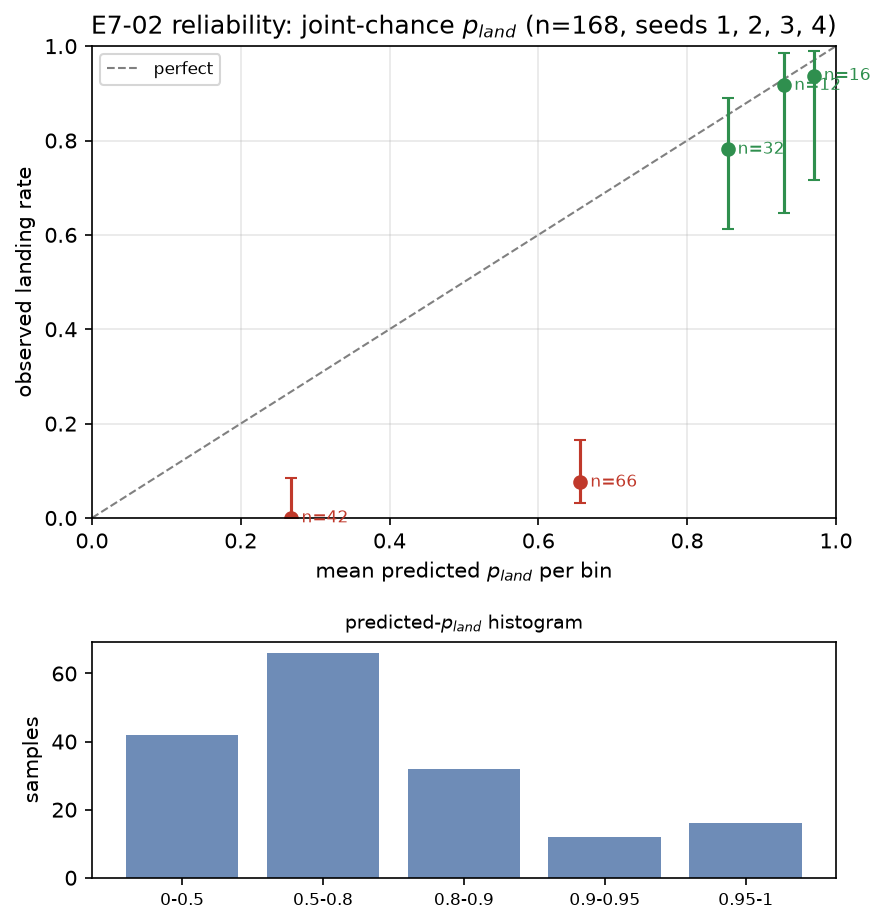 E7-02 reliability: joint-chance p_land (n=168, seeds 1, 2, 3, 4)
perfect
1.0
0.8
0.6
0.4
0.2
0.0
observed landing rate
n=16
n=12
n=32
n=66
n=42
0.0 0.2 0.4 0.6 0.8 1.0
mean predicted p_land per bin
predicted-p_land histogram
60
40
20
0
samples
0-0.5 0.5-0.8 0.8-0.9 0.9-0.95 0.95-1